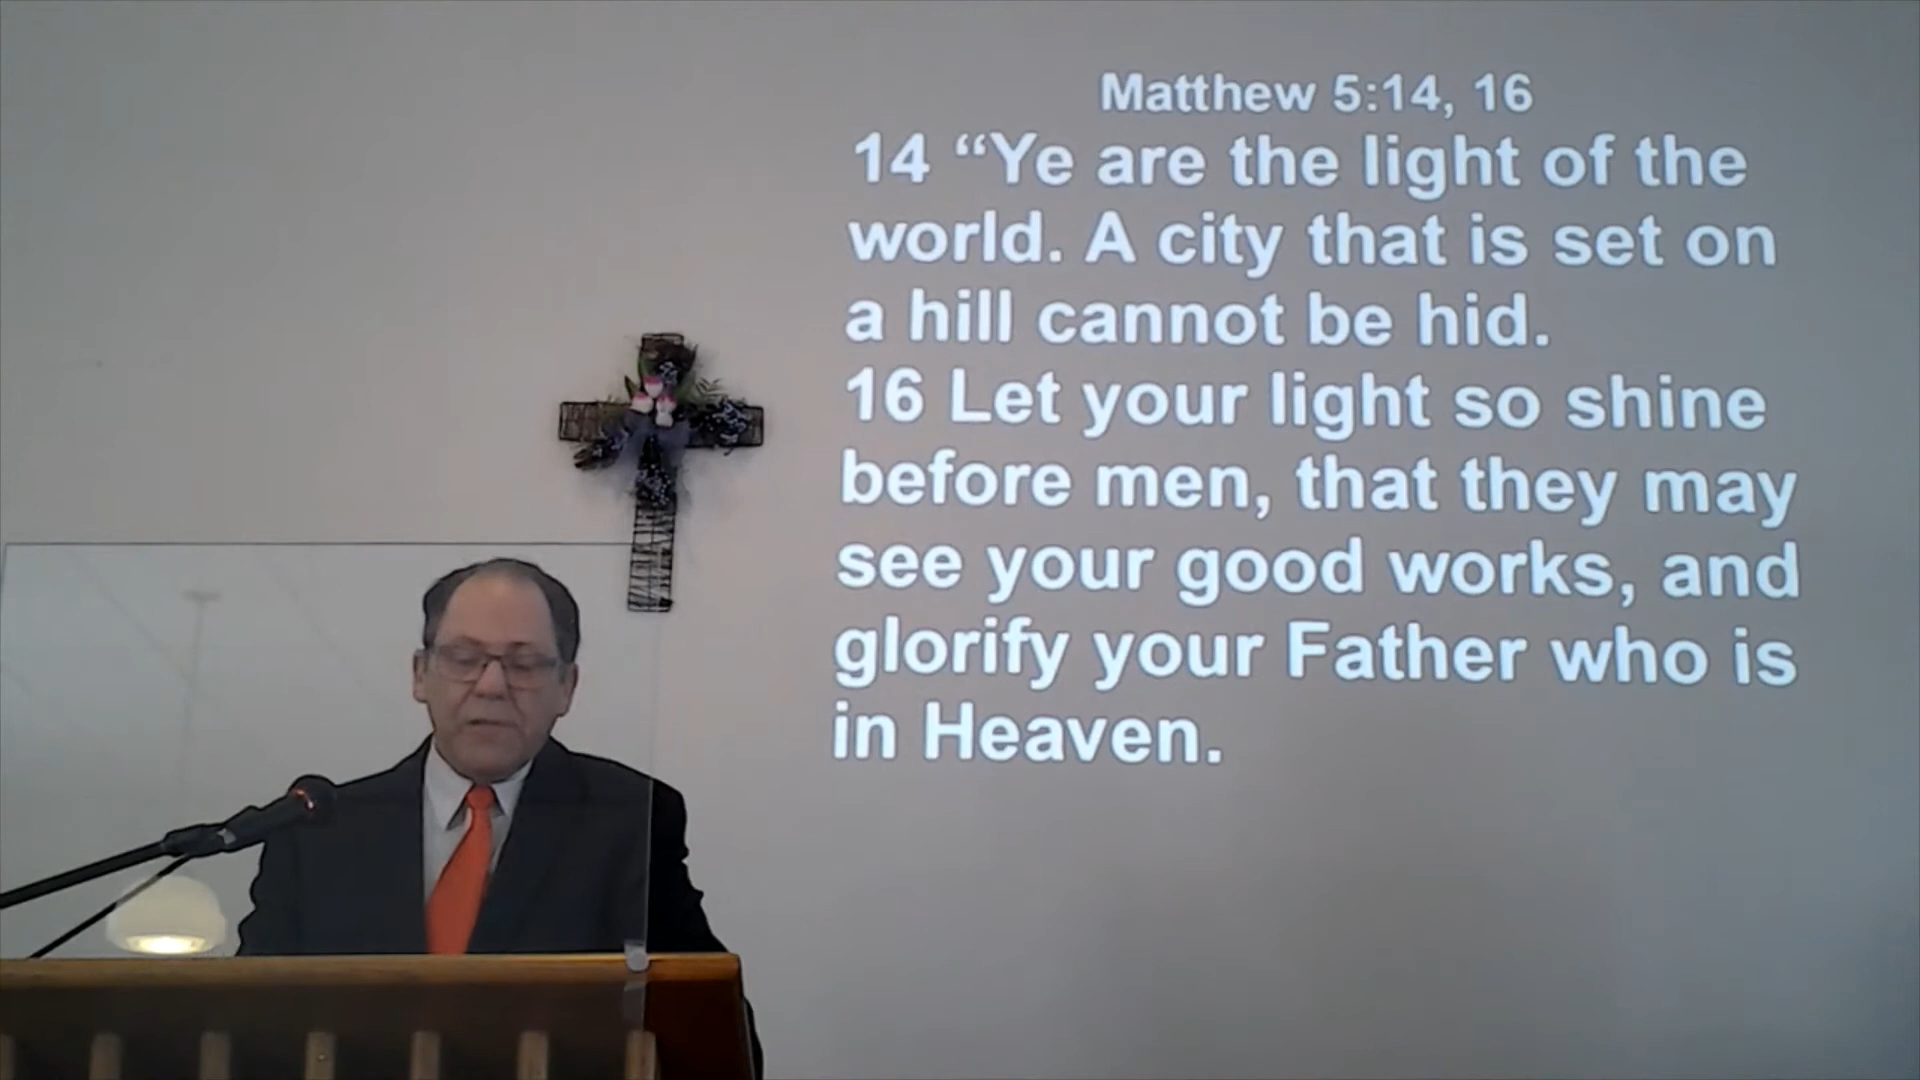 Matthew 5:14, 16
14 “Ye are the light of the
world. A city that is set on
a hill cannot be hid.
16 Let your light so shine
before men, that they may
see your good works, and
glorify your Father who is
in Heaven.